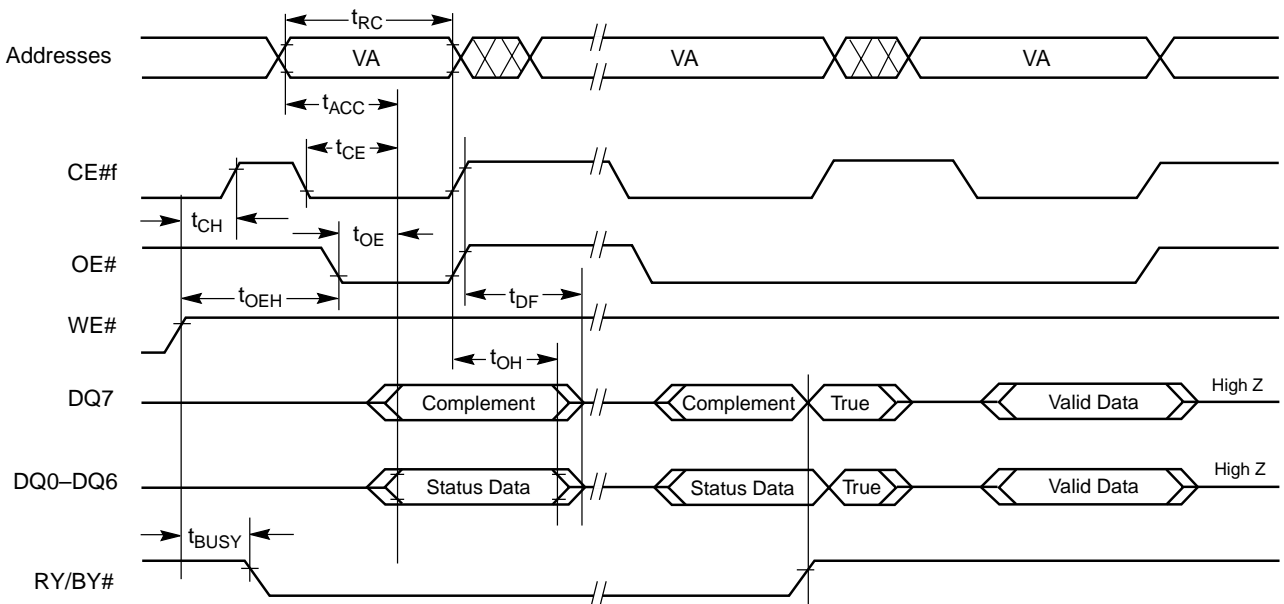 tRC
Addresses VA VA VA
tACC
tCE
CE#f
tCH tOE
OE#
tOEH tDF
WE#
tOH
DQ7 Complement Complement True Valid Data High Z
DQ0–DQ6 Status Data Status Data True Valid Data High Z
tBUSY
RY/BY#